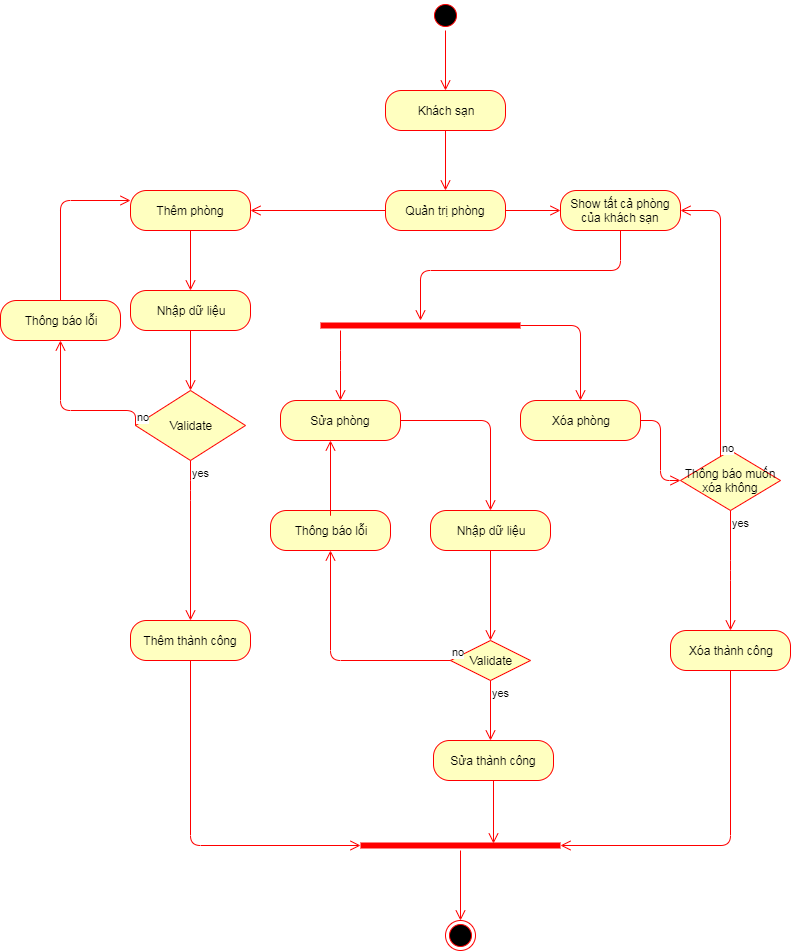 Khách sạn
Thêm phòng
Quản trị phòng
Show tất cả phòng
của khách sạn
Thông báo lỗi
Nhập dữ liệu
no
Validate
yes
Sửa phòng
Xóa phòng
no
Thông báo muốn
xóa không
yes
Thông báo lỗi
Nhập dữ liệu
Thêm thành công
no
Validate
yes
Xóa thành công
Sửa thành công